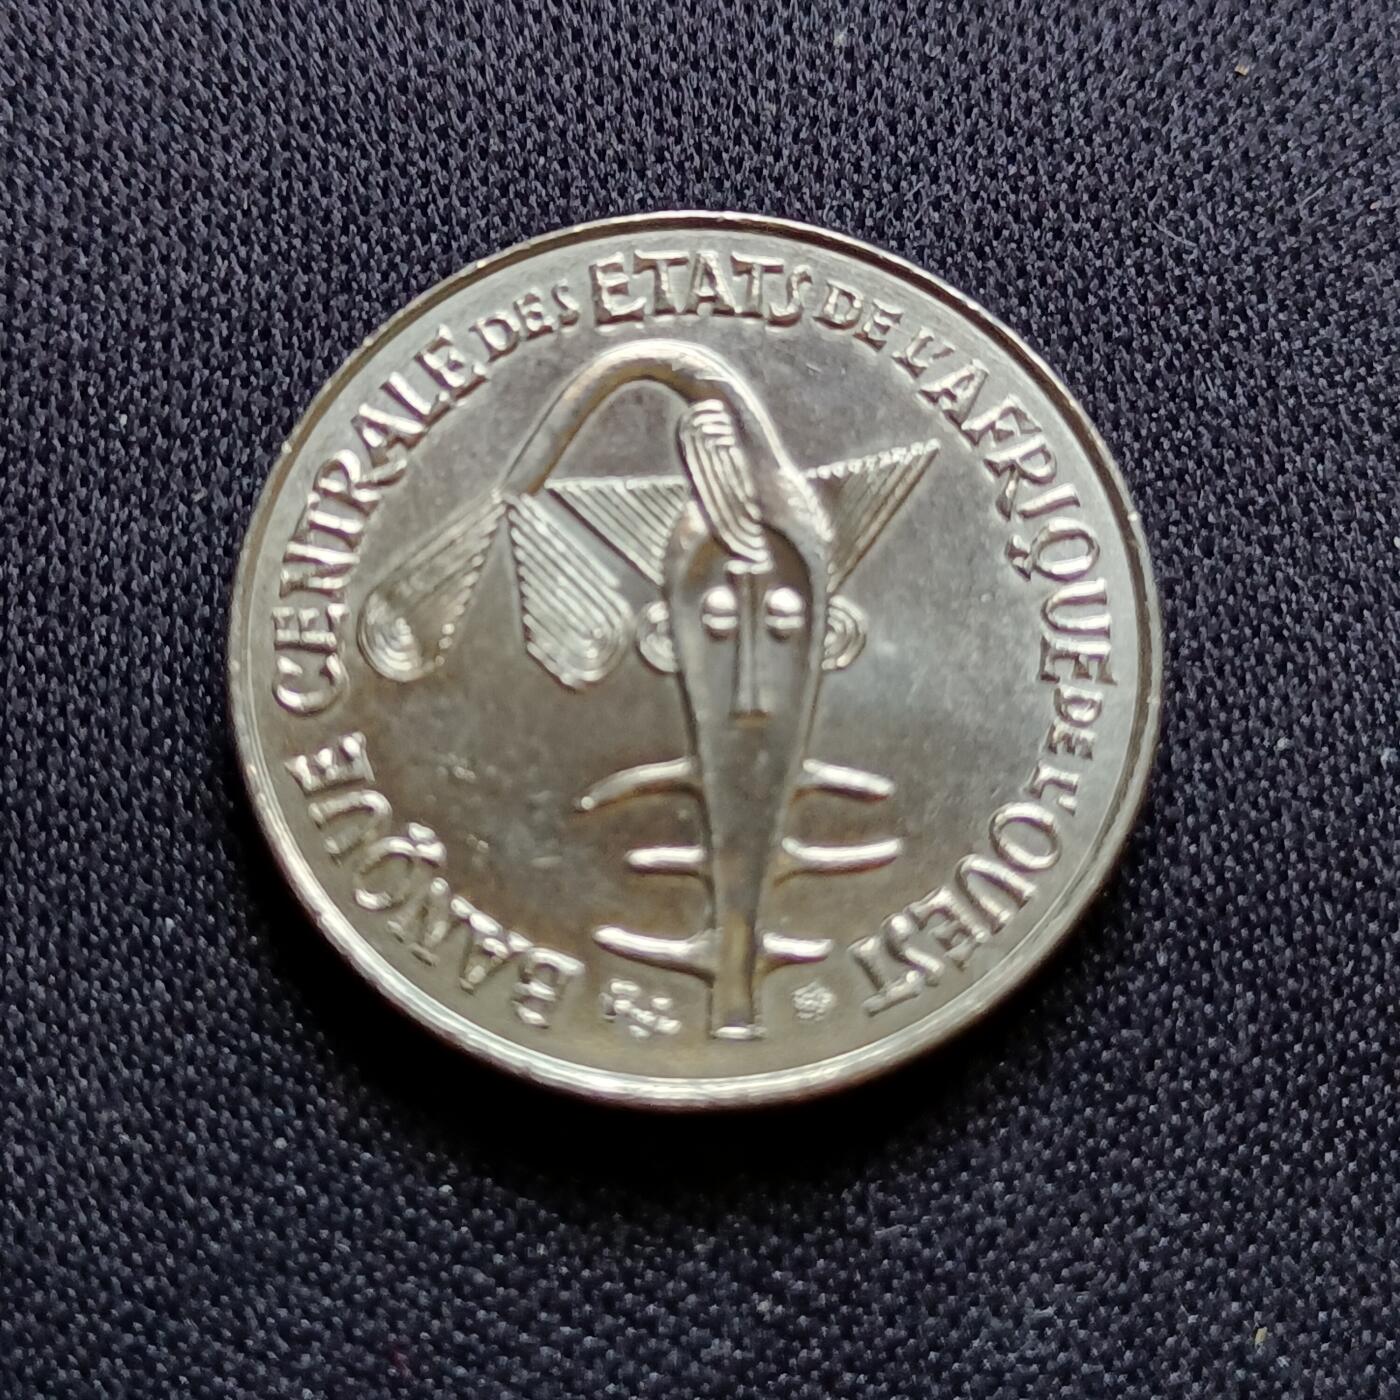 BANQUE CENTRALE DES ETATS DE L'AFRIQUE DE L'OUEST